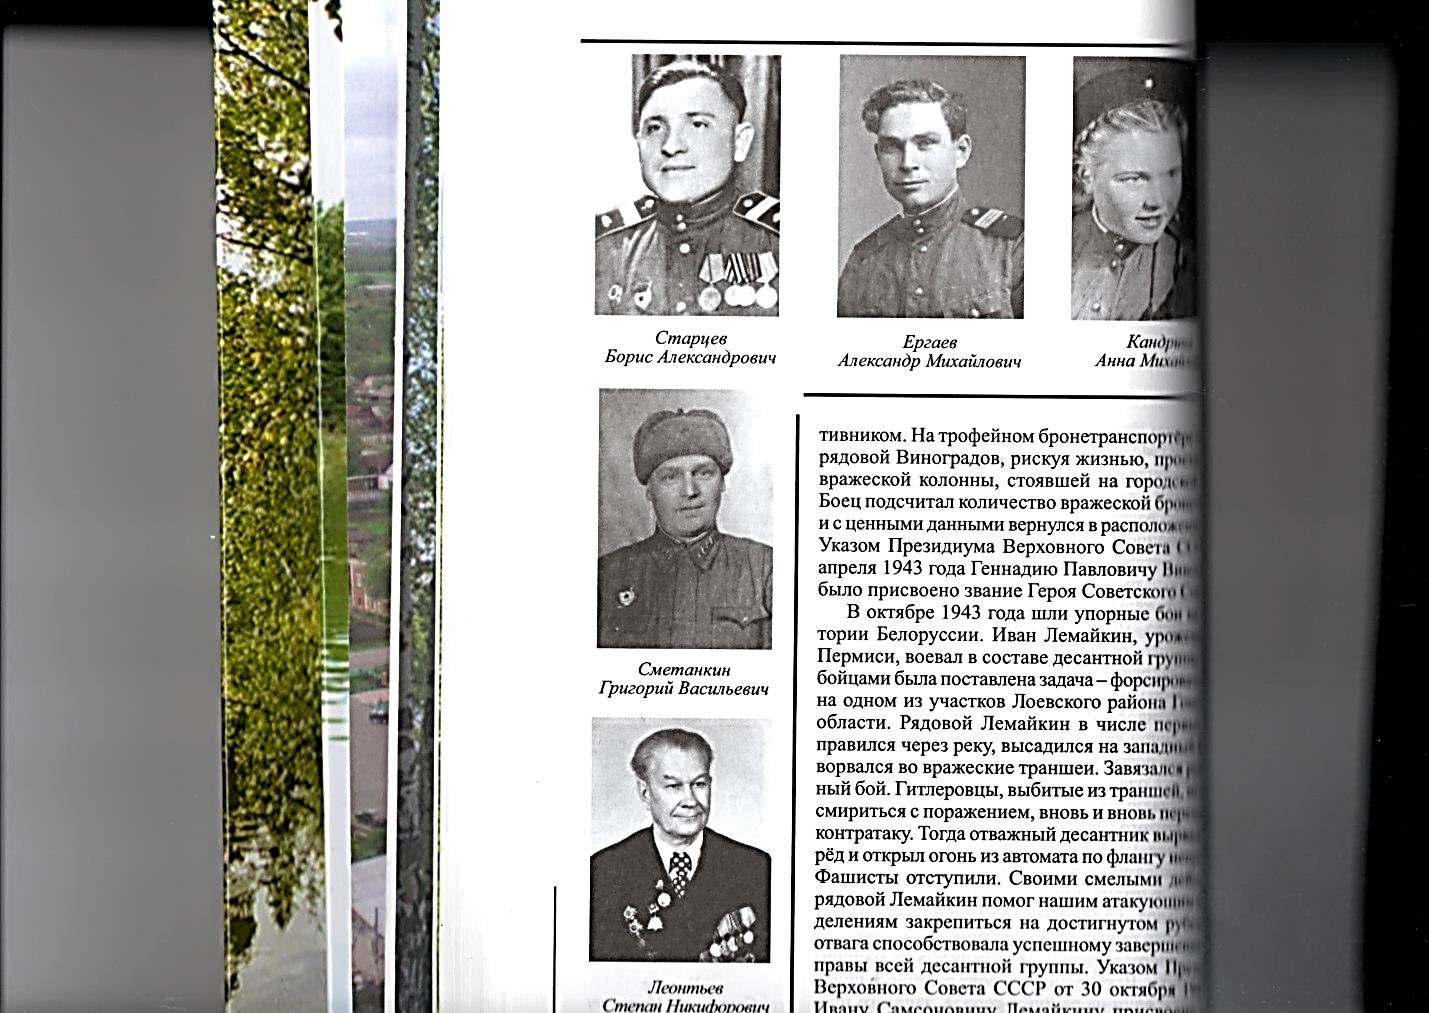 Старцев
Борис Александрович
Ергаев
Александр Михайлович
Анна
Сметанкин
Григорий Васильевич
Леонтьев
Степан Никифорович
тивником. На трофейном
рядовой Виноградов, рискуя жизнью,
вражеской колонны, стоявшей на
Боец подсчитал количество вражеской
и с ценными данными вернулся в
Указом Президиума Верховного Совета
апреля 1943 года Геннадию Павловичу
было присвоено звание Героя Советского
В октябре 1943 года шли упорные бои
тории Белоруссии. Иван Лемайкин,
Пермиси, воевал в составе десантной
бойцами была поставлена задача – 
на одном из участков Лоевского района
области. Рядовой Лемайкин в числе
правился через реку, высадился на
ворвался во вражеские траншеи.
ный бой. Гитлеровцы, выбитые из траншей,
смириться с поражением, вновь и вновь
контратаку. Тогда отважный десантник
рёд и открыл огонь из автомата по флангу
Фашисты отступили. Своими смелыми
рядовой Лемайкин помог нашим
делениям закрепиться на достигнутом
отвага способствовала успешному
правы всей десантной группы. Указом
Верховного Совета СССР от 30 октября
Ивану Самсоновичу Лемайкину